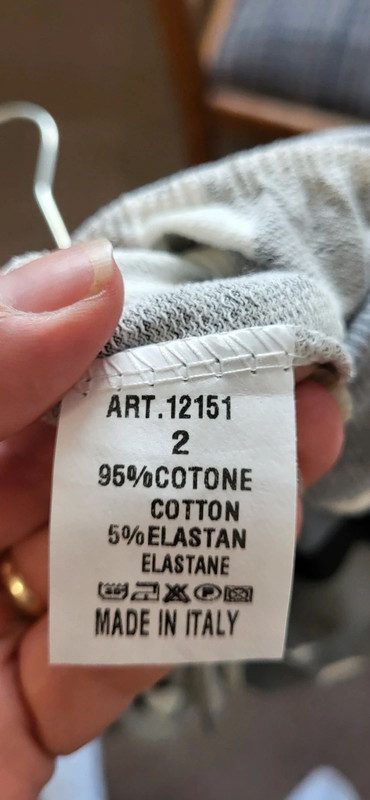 ART.12151
2
95%COTONE
COTTON
5%ELASTAN
ELASTANE
MADE IN ITALY